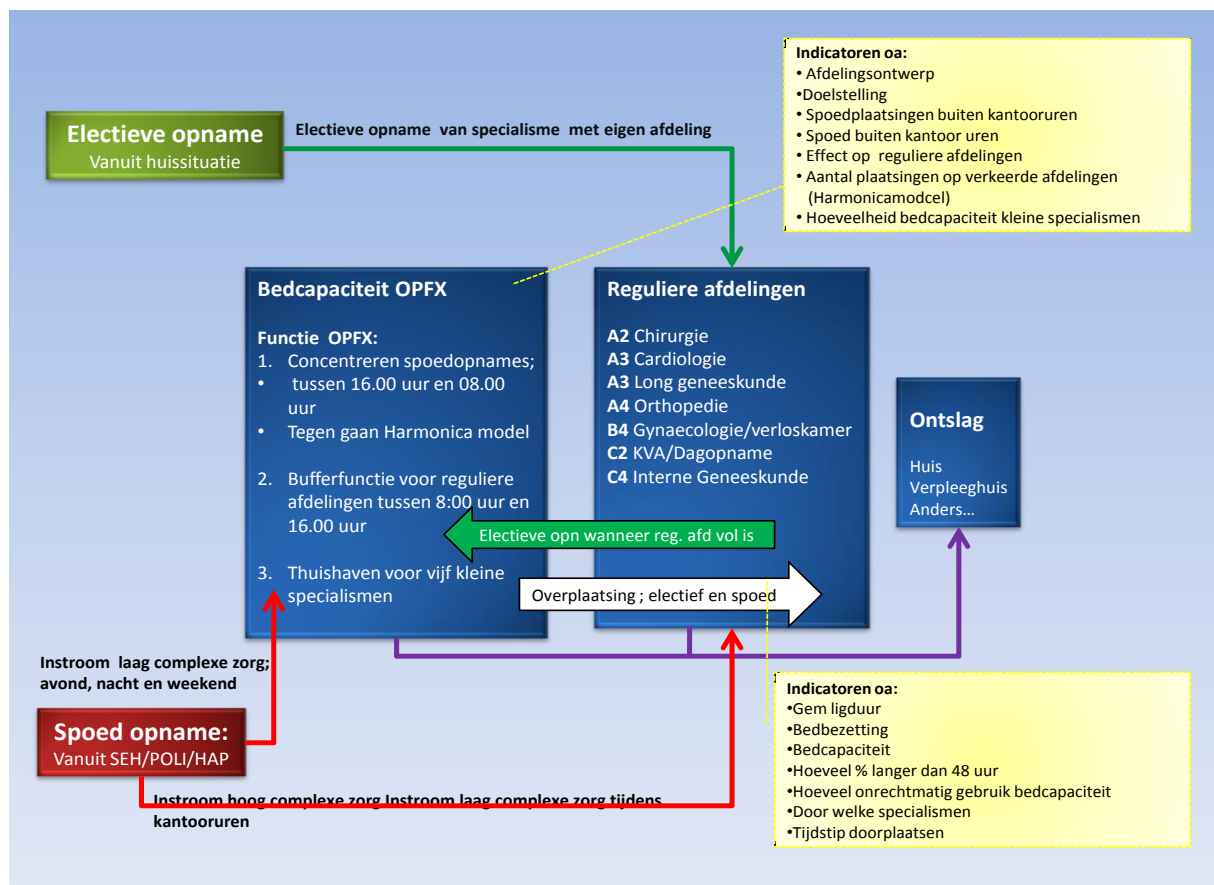 Indicatoren oa:
• Afdelingsontwerp
•Doelstelling
• Spoedplaatsingen buiten kantooruren
• Spoed buiten kantoor uren
• Effect op reguliere afdelingen
• Aantal plaatsingen op verkeerde afdelingen
(Harmonicamodcel)
• Hoeveelheid bedcapaciteit kleine specialismen
Electieve opname
Vanuit huissituatie
Electieve opname van specialisme met eigen afdeling
Bedcapaciteit OPFX
Functie OPFX:
1. Concentreren spoedopnames;
• tussen 16.00 uur en 08.00
uur
• Tegen gaan Harmonica model
2. Bufferfunctie voor reguliere
afdelingen tussen 8:00 uur en
16.00 uur
3. Thuishaven voor vijf kleine
specialismen
Reguliere afdelingen
A2 Chirurgie
A3 Cardiologie
A3 Long geneeskunde
A4 Orthopedie
B4 Gynaecologie/verloskamer
C2 KVA/Dagopname
C4 Interne Geneeskunde
Electieve opn wanneer reg. afd vol is
Overplaatsing ; electief en spoed
Ontslag
Huis
Verpleeghuis
Anders...
Instroom laag complexe zorg;
avond, nacht en weekend
Spoed opname:
Vanuit SEH/POLI/HAP
Instroom hoog complexe zorg Instroom laag complexe zorg tijdens
kantooruren
Indicatoren oa:
•Gem ligduur
•Bedbezetting
•Bedcapaciteit
•Hoeveel % langer dan 48 uur
•Hoeveel onrechtmatig gebruik bedcapaciteit
•Door welke specialismen
•Tijdstip doorplaatsen